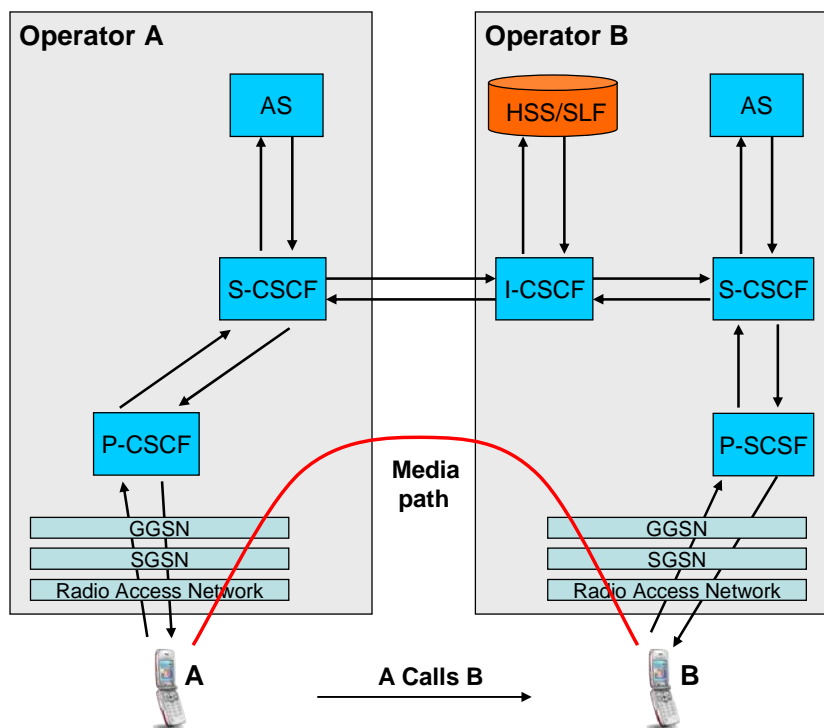 Operator A
Operator B
AS
HSS/SLF
AS
S-CSCF
I-CSCF
S-CSCF
P-CSCF
P-SCSF
Media
path
GGSN
GGSN
SGSN
SGSN
Radio Access Network
Radio Access Network
A
A Calls B
B